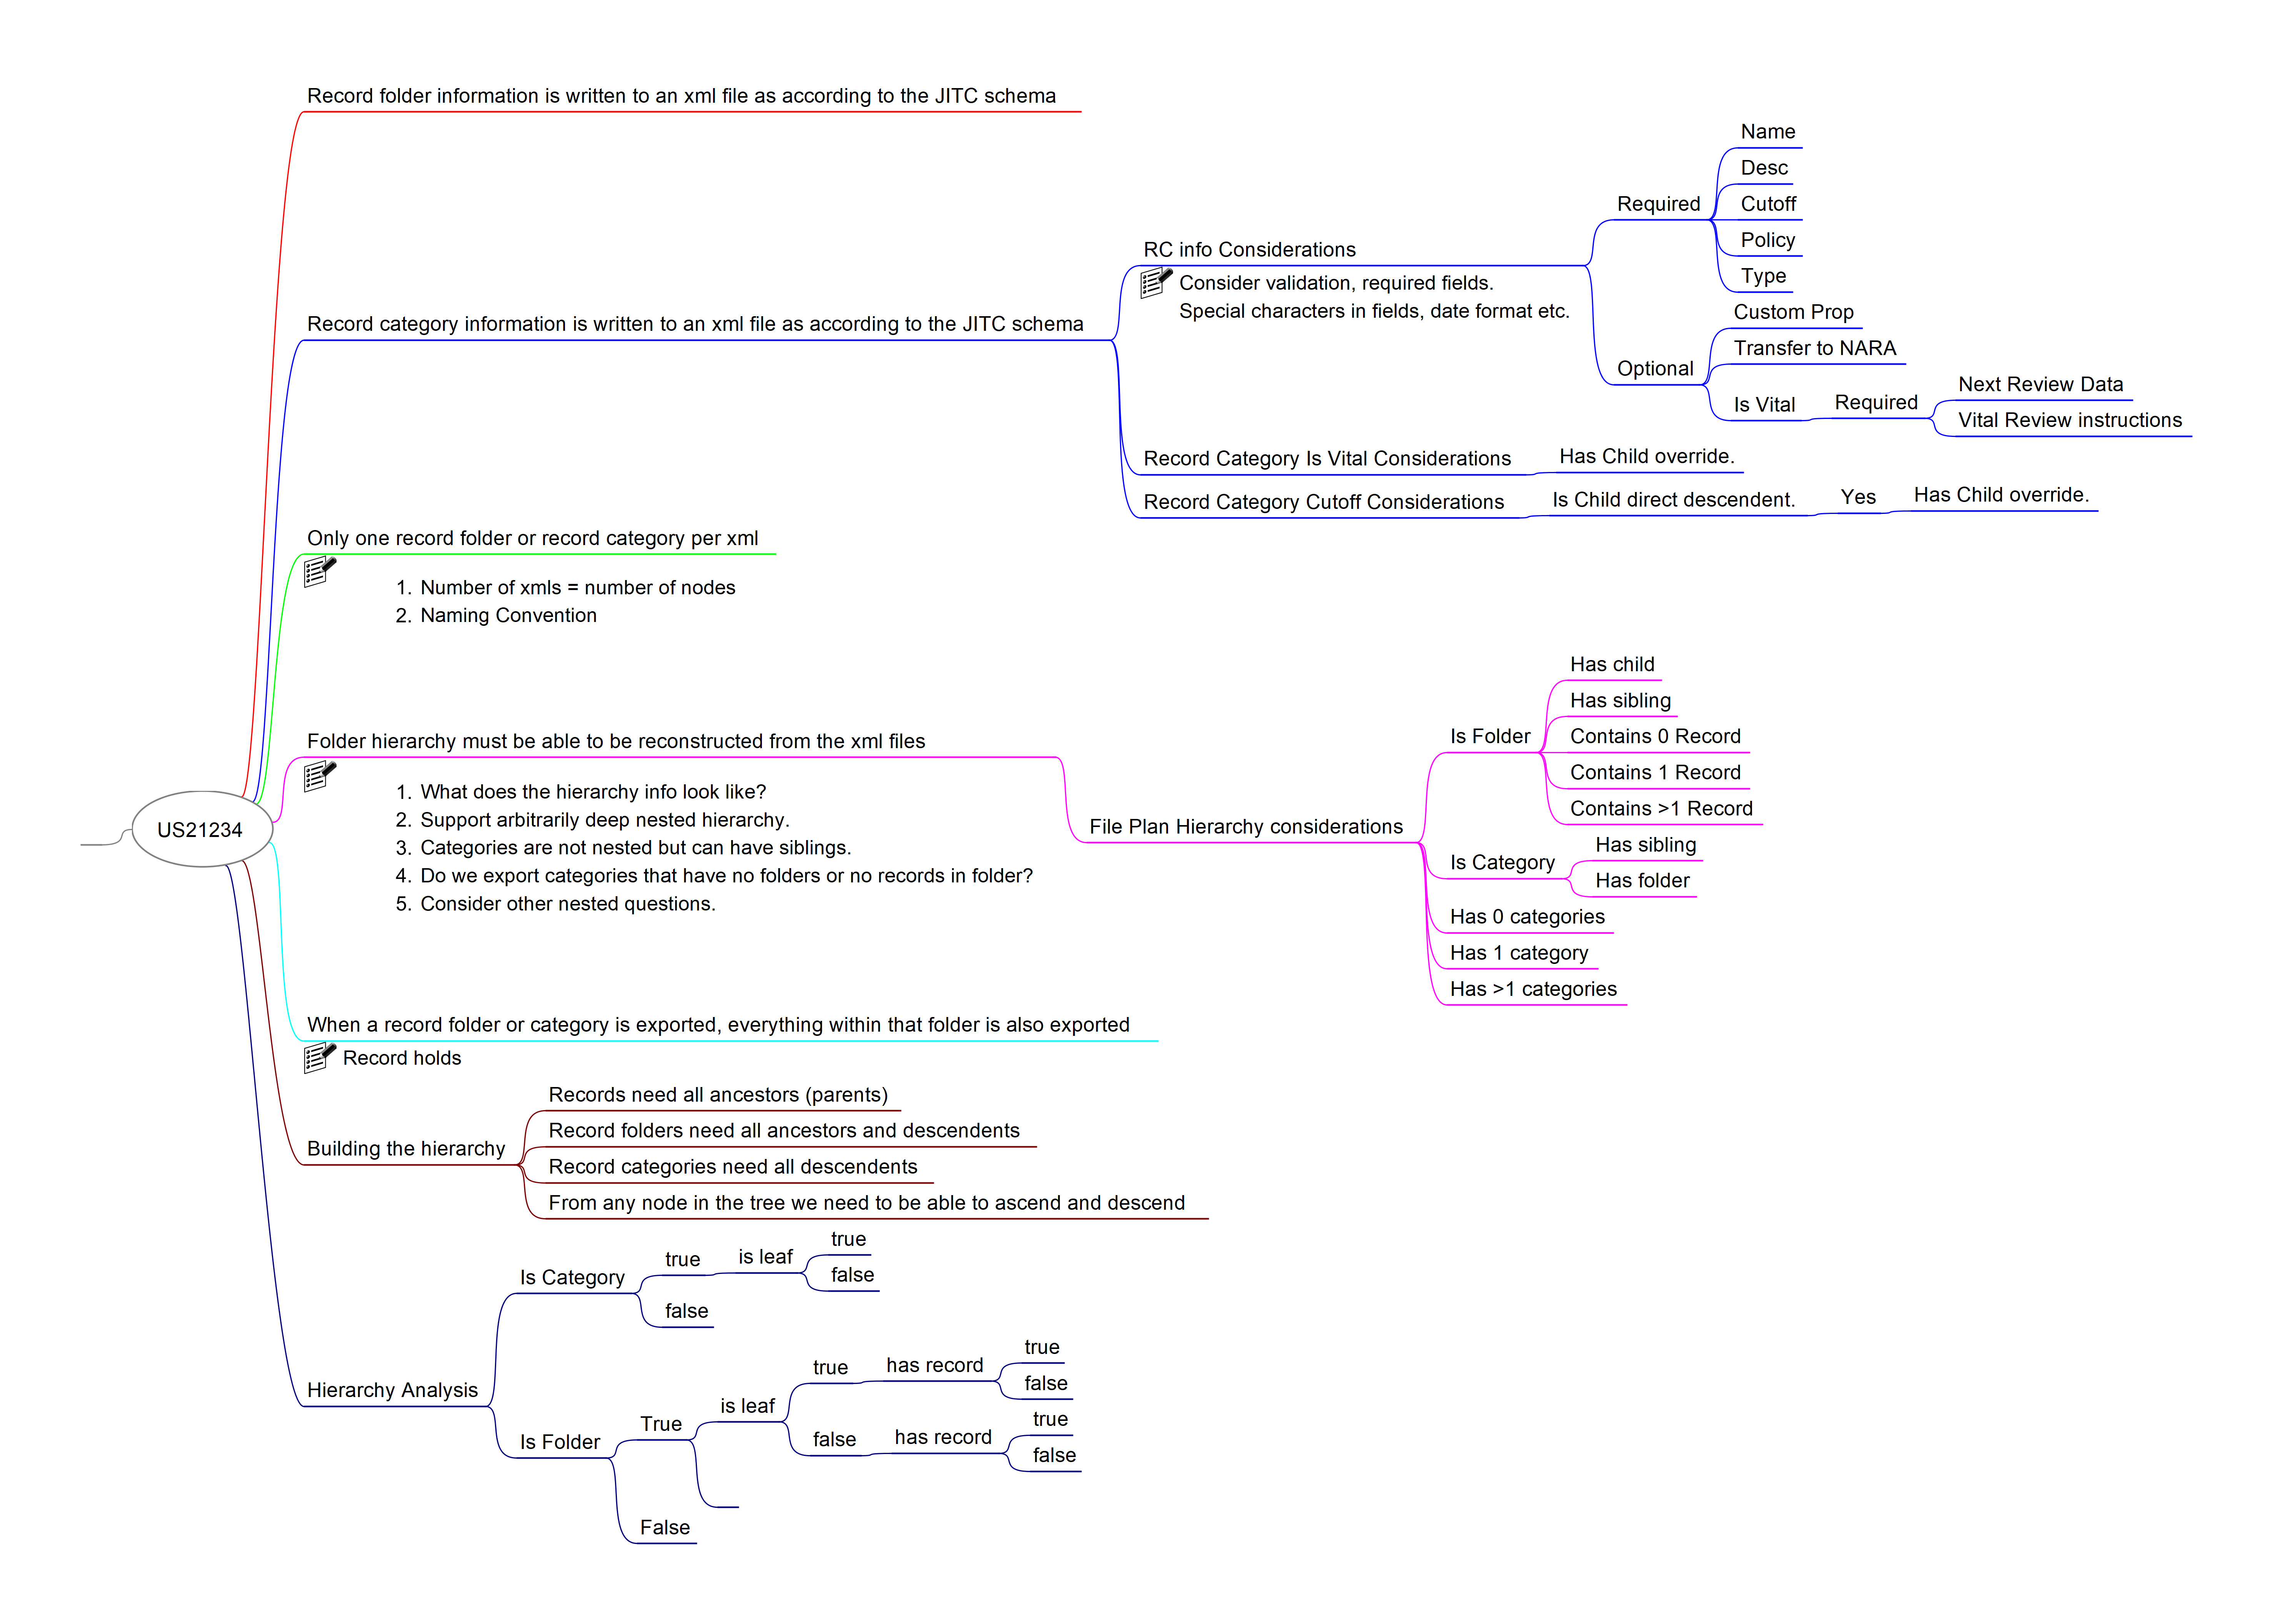 US21234
Record folder information is written to an xml file as according to the JITC schema
Record category information is written to an xml file as according to the JITC schema
RC info Considerations
Consider validation, required fields.
Special characters in fields, date format etc.
Required
Name
Desc
Cutoff
Policy
Type
Optional
Custom Prop
Transfer to NARA
Is Vital
Required
Next Review Data
Vital Review instructions
Record Category Is Vital Considerations
Has Child override.
Record Category Cutoff Considerations
Is Child direct descendent.
Yes
Has Child override.
Only one record folder or record category per xml
1. Number of xmls = number of nodes
2. Naming Convention
Folder hierarchy must be able to be reconstructed from the xml files
1. What does the hierarchy info look like?
2. Support arbitrarily deep nested hierarchy.
3. Categories are not nested but can have siblings.
4. Do we export categories that have no folders or no records in folder?
5. Consider other nested questions.
File Plan Hierarchy considerations
Is Folder
Has child
Has sibling
Contains 0 Record
Contains 1 Record
Contains >1 Record
Is Category
Has sibling
Has folder
Has 0 categories
Has 1 category
Has >1 categories
When a record folder or category is exported, everything within that folder is also exported
Record holds
Building the hierarchy
Records need all ancestors (parents)
Record folders need all ancestors and descendents
Record categories need all descendents
From any node in the tree we need to be able to ascend and descend
Hierarchy Analysis
Is Category
true
is leaf
true
false
false
Is Folder
True
is leaf
true
has record
true
false
false
has record
true
false
False